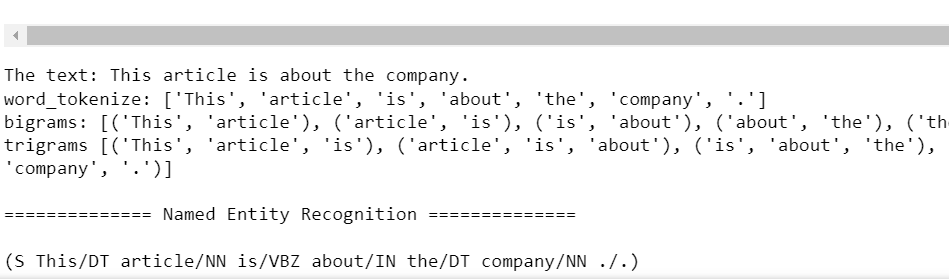 The text: This article is about the company.
word_tokenize: ['This', 'article', 'is', 'about', 'the', 'company', '.']
bigrams: [('This', 'article'), ('article', 'is'), ('is', 'about'), ('about', 'the'), ('th
trigrams [('This', 'article', 'is'), ('article', 'is', 'about'), ('is', 'about', 'the'),
'company', '.')]
============== Named Entity Recognition ==============
(S This/DT article/NN is/VBZ about/IN the/DT company/NN ./.)